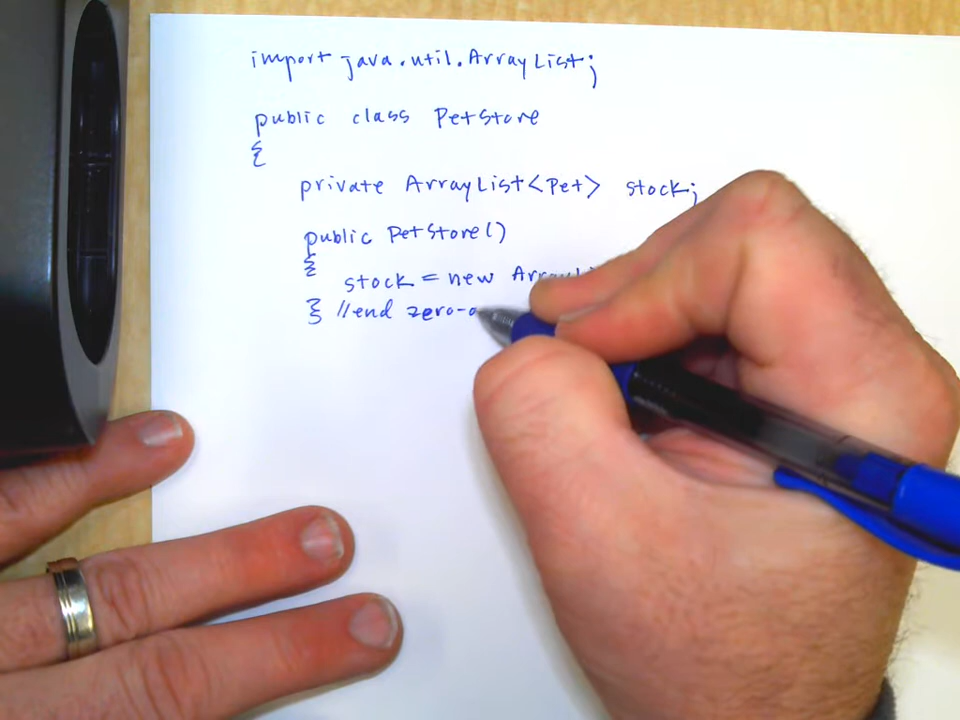 import java.util.ArrayList;
public class PetStore
{
private ArrayList<Pet> stock;
public PetStore()
{
stock = new
} //end